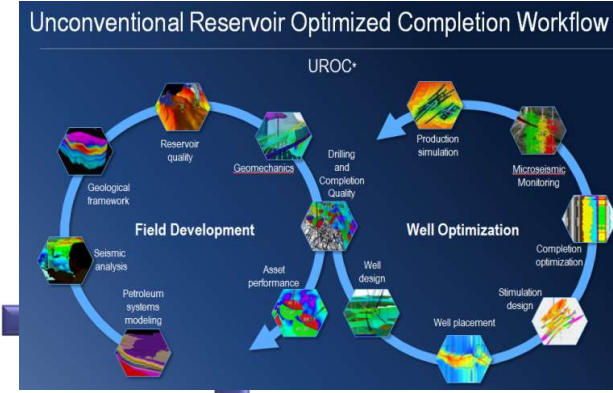 Unconventional Reservoir Optimized Completion Workflow
UROC*
Reservoir
quality
Geomechanics
Drilling
and
Completion
Quality
Production
simulation
Microseismic
Monitoring
Geological
framework
Field Development
Well Optimization
Completion
optimization
Seismic
analysis
Asset
performance
Well
design
Stimulation
design
Petroleum
systems
modeling
Well placement